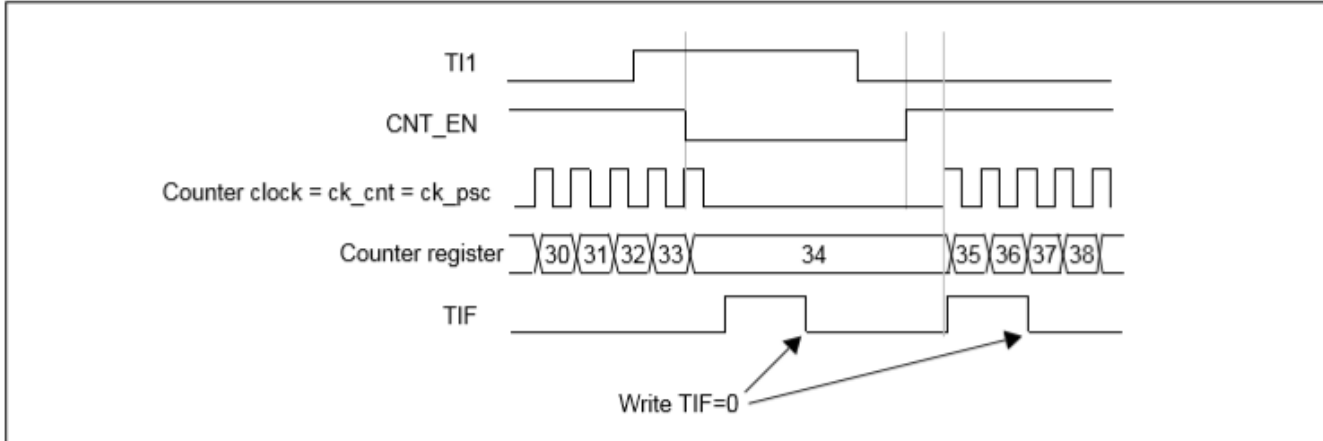 TI1
CNT_EN
Counter clock = ck_cnt = ck_psc
Counter register 30 31 32 33 34 35 36 37 38
TIF
Write TIF=0